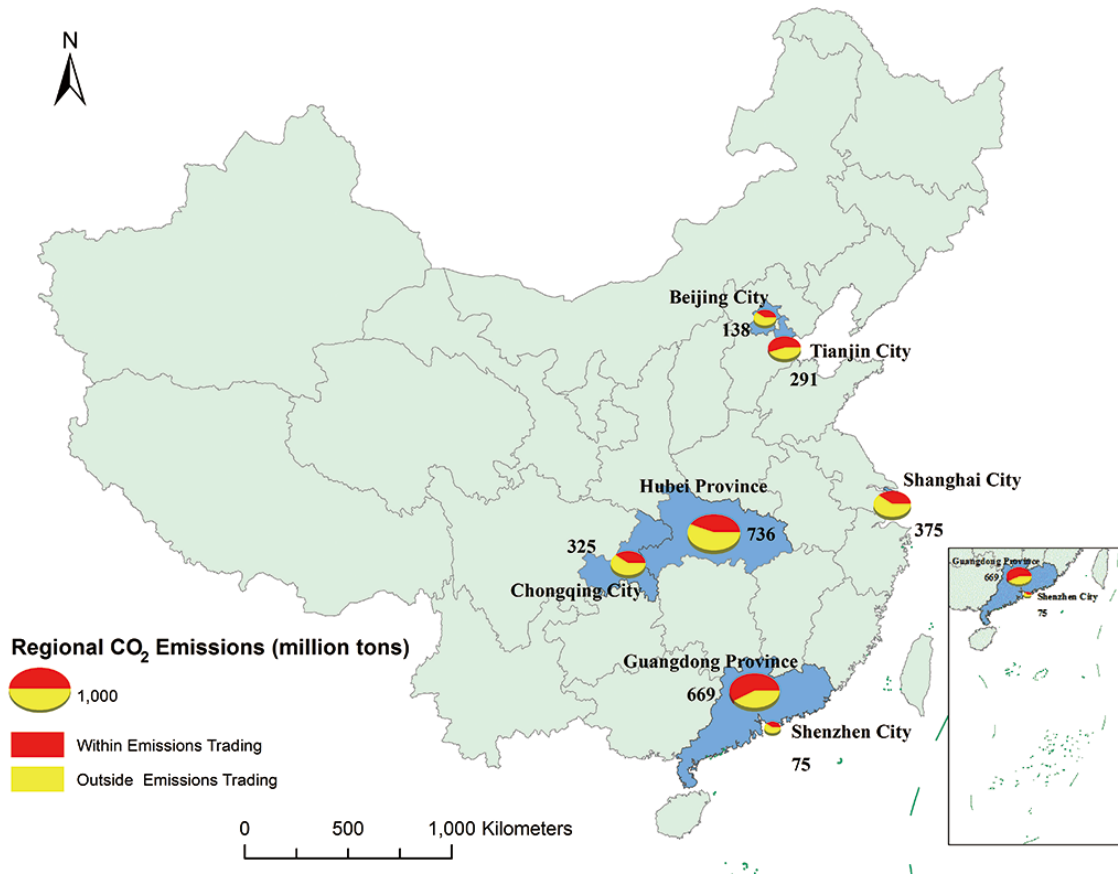 N
Beijing City
138
Tianjin City
291
Shanghai City
375
Hubei Province
736
325
Chongqing City
Guangdong Province
669
Shenzhen City
75
Guangdong Province
669
Shenzhen City
75
Regional CO₂ Emissions (million tons)
1,000
Within Emissions Trading
Outside Emissions Trading
0 500 1,000 Kilometers